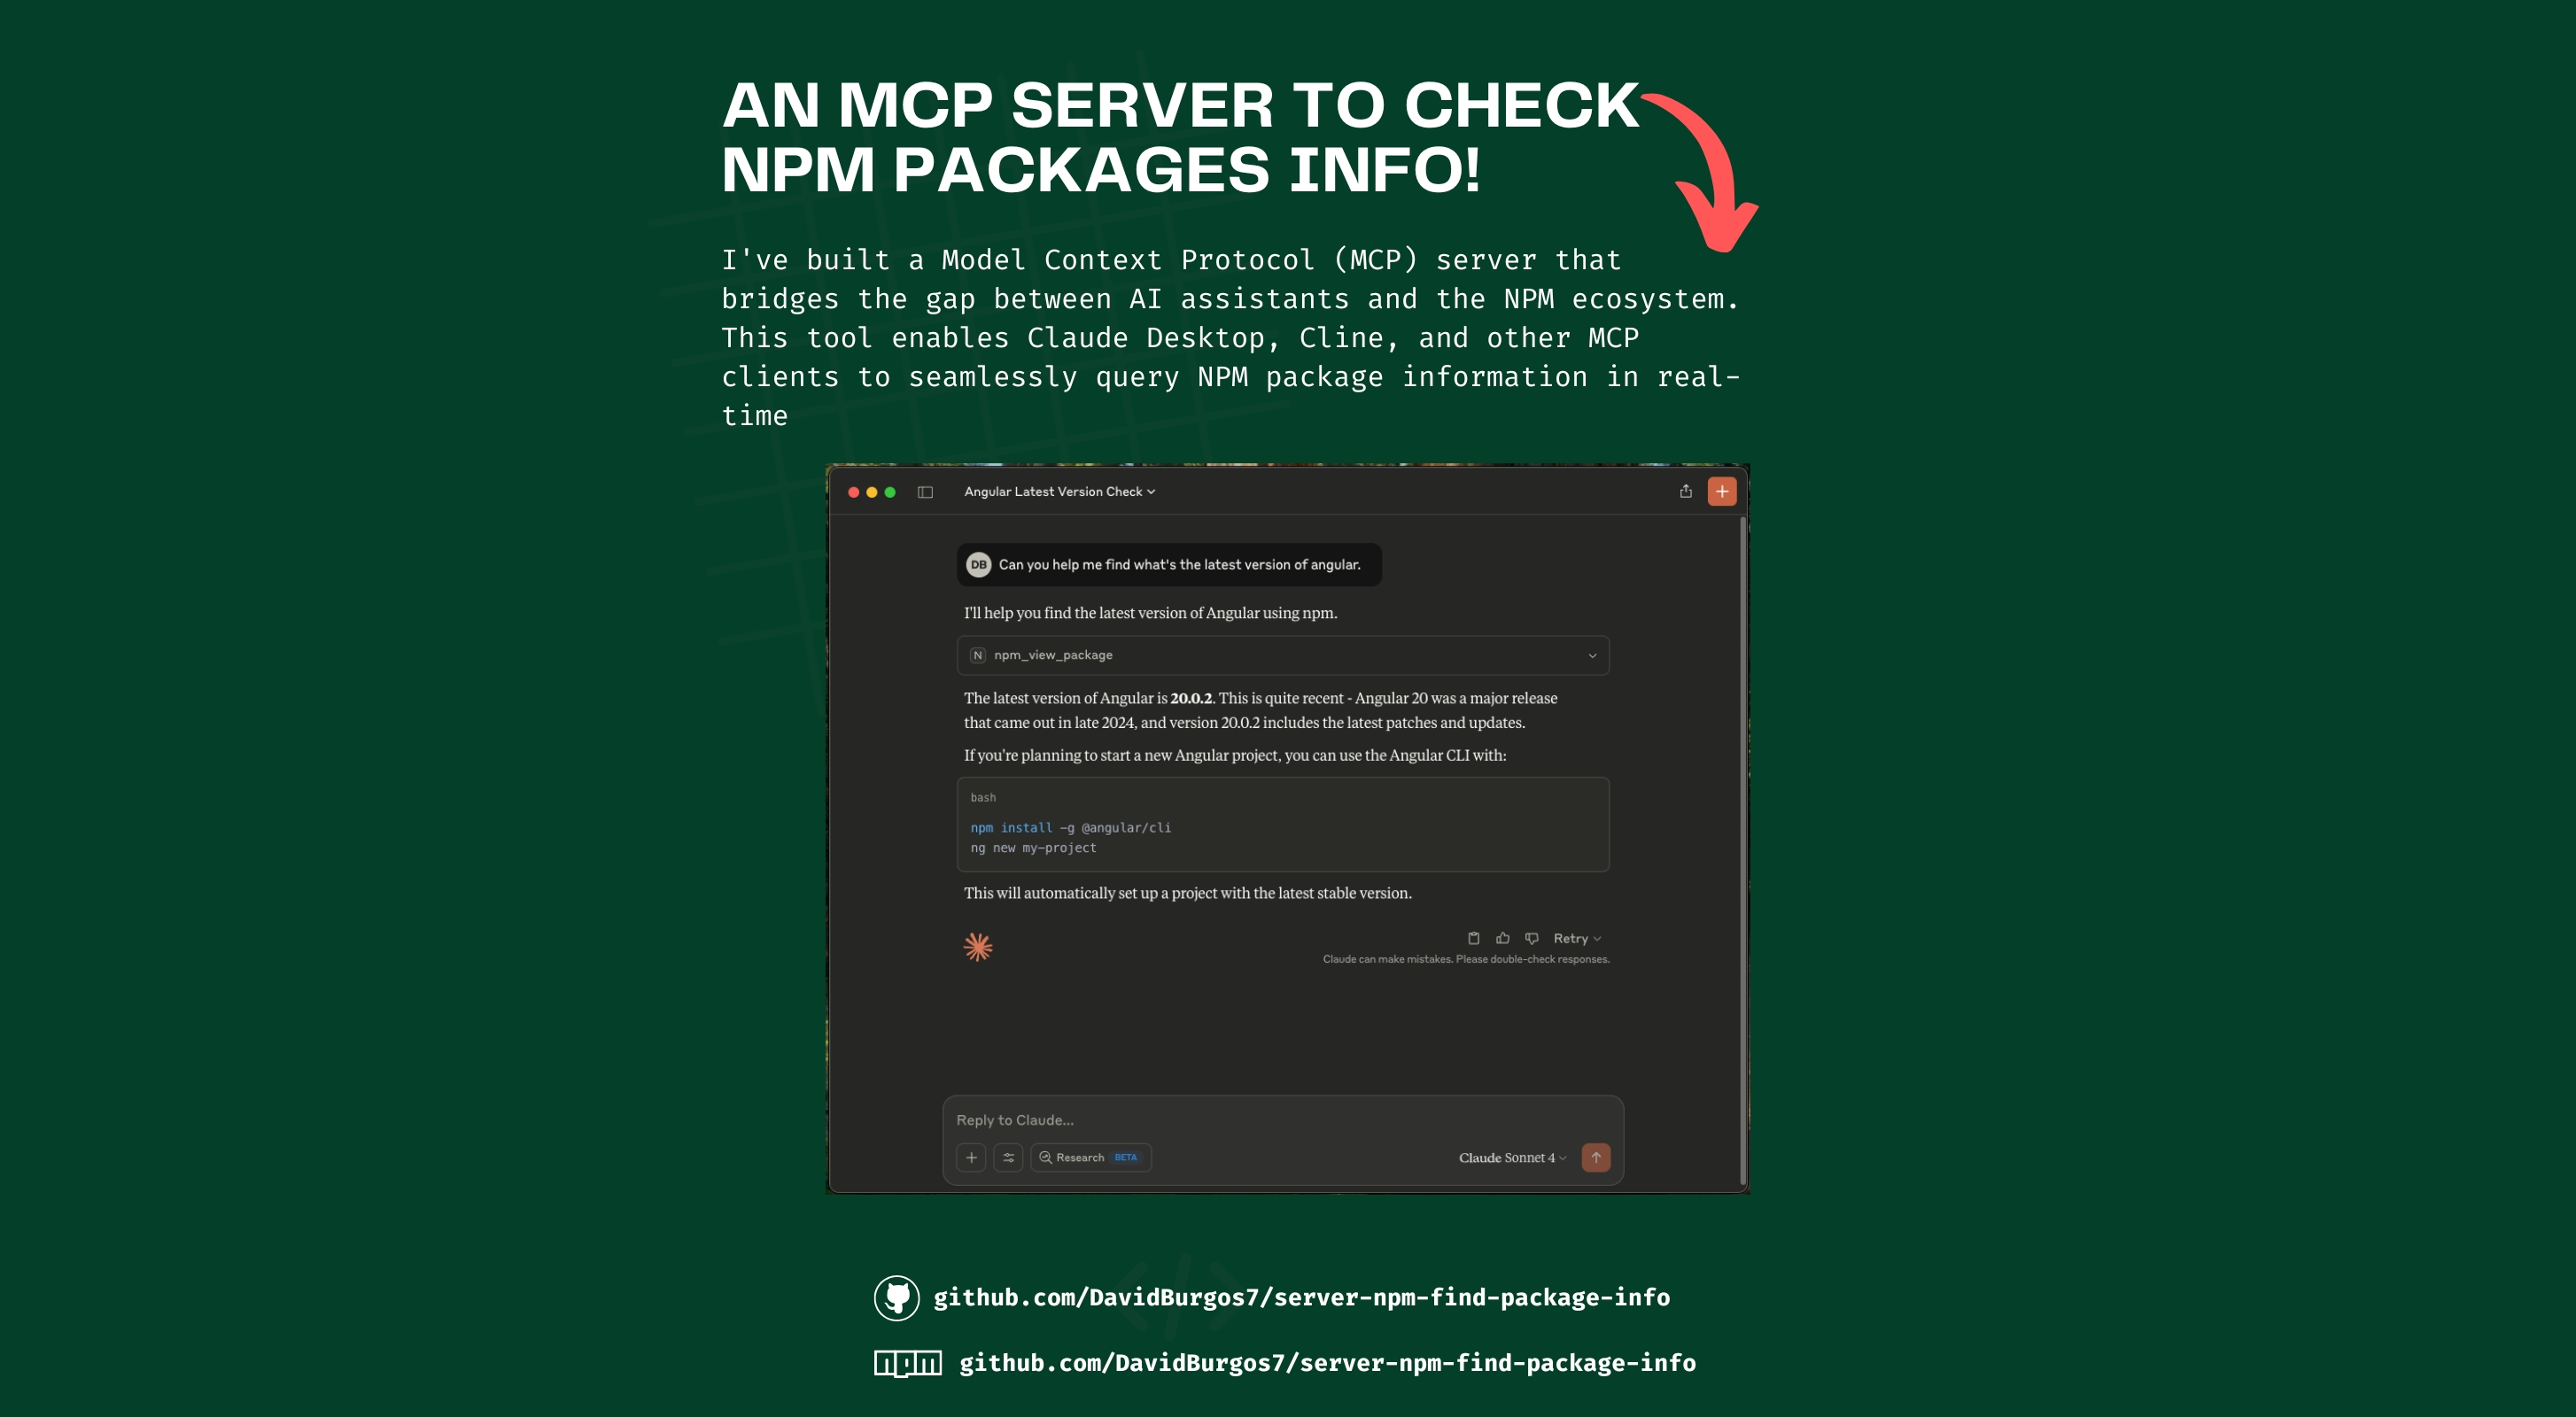 AN MCP SERVER TO CHECK
NPM PACKAGES INFO!
I've built a Model Context Protocol (MCP) server that
bridges the gap between AI assistants and the NPM ecosystem.
This tool enables Claude Desktop, Cline, and other MCP
clients to seamlessly query NPM package information in real-
time
Angular Latest Version Check
DB Can you help me find what's the latest version of angular.
I'll help you find the latest version of Angular using npm.
N npm_view_package
The latest version of Angular is 20.0.2. This is quite recent - Angular 20 was a major release
that came out in late 2024, and version 20.0.2 includes the latest patches and updates.
If you're planning to start a new Angular project, you can use the Angular CLI with:
bash
npm install -g @angular/cli
ng new my-project
This will automatically set up a project with the latest stable version.
Retry
Claude can make mistakes. Please double-check responses.
Reply to Claude...
Research BETA Claude Sonnet 4
github.com/DavidBurgos7/server-npm-find-package-info
npm github.com/DavidBurgos7/server-npm-find-package-info